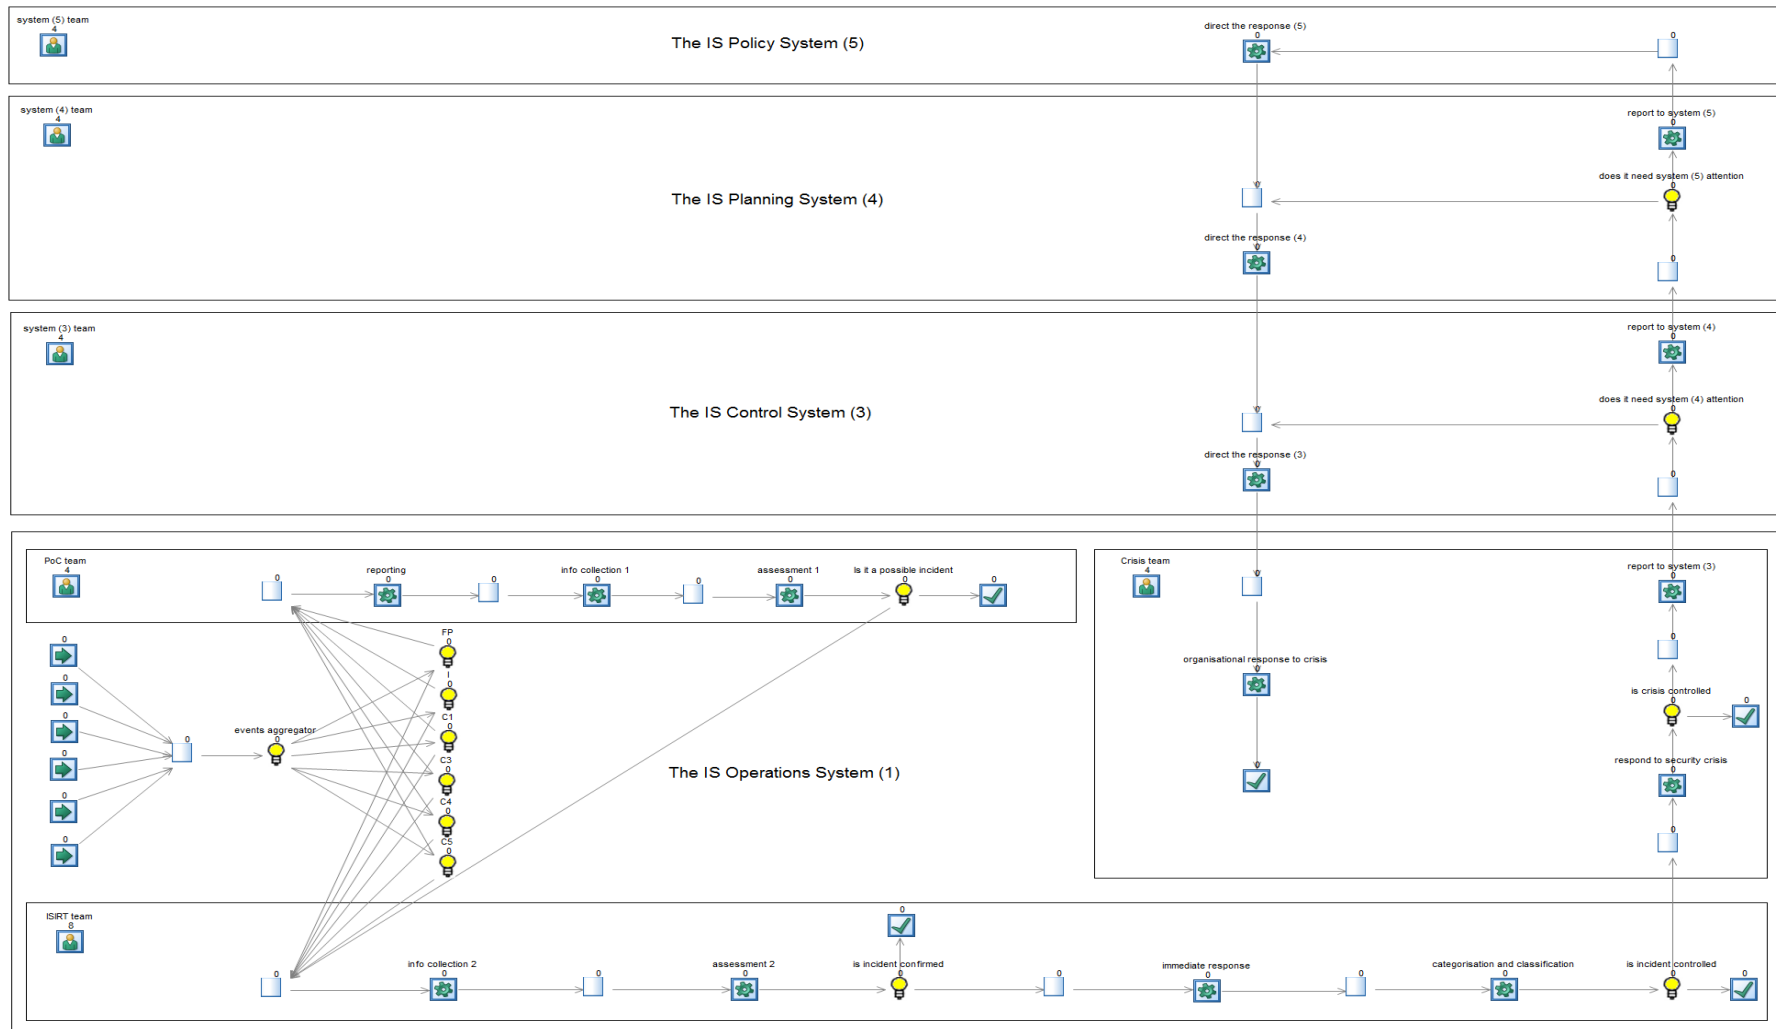 system (5) team
4
The IS Policy System (5)
direct the response (5)
0
0
system (4) team
4
The IS Planning System (4)
report to system (5)
0
does it need system (5) attention
0
0
direct the response (4)
0
0
system (3) team
4
The IS Control System (3)
report to system (4)
0
does it need system (4) attention
0
0
direct the response (3)
0
0
PoC team
4
0
reporting
0
0
info collection 1
0
0
assessment 1
0
Is it a possible incident
0
0
Crisis team
4
0
report to system (3)
0
0
organisational response to crisis
0
is crisis controlled
0
0
respond to security crisis
0
0
0
0
0
0
0
0
0
0
events aggregator
0
FP
0
0
C1
0
C3
0
C4
0
C5
0
The IS Operations System (1)
ISIRT team
8
0
info collection 2
0
0
assessment 2
0
0
is incident confirmed
0
0
immediate response
0
0
categorisation and classification
0
is incident controlled
0
0